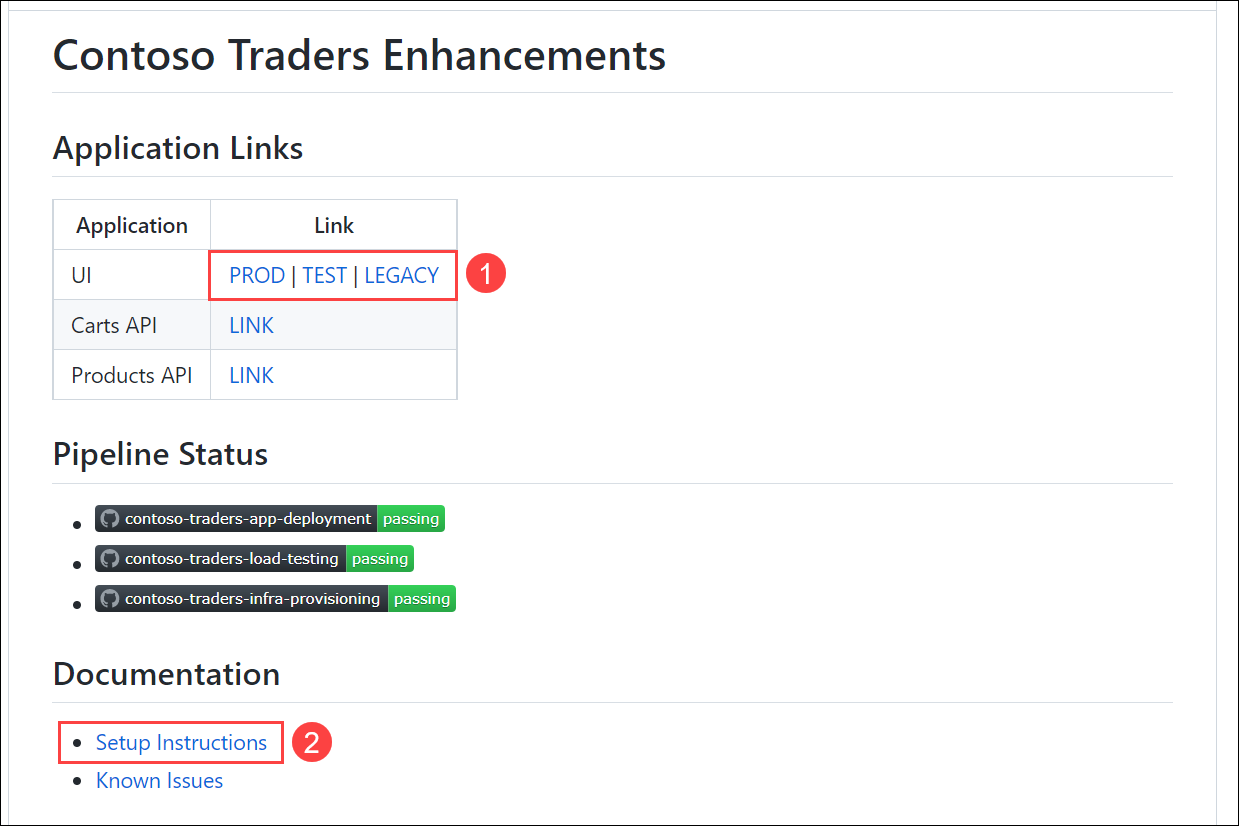 Contoso Traders Enhancements
Application Links
Application Link
UI PROD | TEST | LEGACY 1
Carts API LINK
Products API LINK
Pipeline Status
contoso-traders-app-deployment passing
contoso-traders-load-testing passing
contoso-traders-infra-provisioning passing
Documentation
Setup Instructions 2
Known Issues